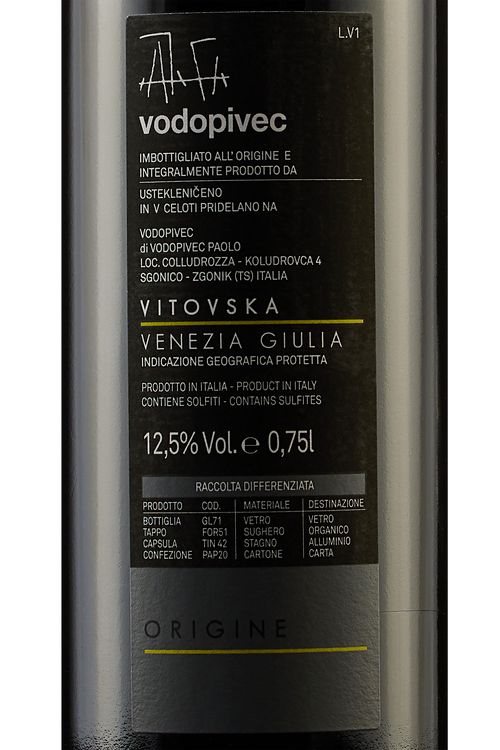 L.V1
vodopivec
IMBOTTIGLIATO ALL' ORIGINE E
INTEGRALMENTE PRODOTTO DA
USTEKLENIČENO
IN V CELOTI PRIDELANO NA
VODOPIVEC
di VODOPIVEC PAOLO
LOC. COLLUDROZZA - KOLUDROVCA 4
SGONICO - ZGONIK (TS) ITALIA
VITOVSKA
VENEZIA GIULIA
INDICAZIONE GEOGRAFICA PROTETTA
PRODOTTO IN ITALIA - PRODUCT IN ITALY
CONTIENE SOLFITI - CONTAINS SULFITES
12,5% Vol. ℮ 0,75l
RACCOLTA DIFFERENZIATA
PRODOTTO COD. MATERIALE DESTINAZIONE
BOTTIGLIA GL71 VETRO VETRO
TAPPO FOR51 SUGHERO ORGANICO
CAPSULA TIN 42 STAGNO ALLUMINIO
CONFEZIONE PAP20 CARTONE CARTA
ORIGINE